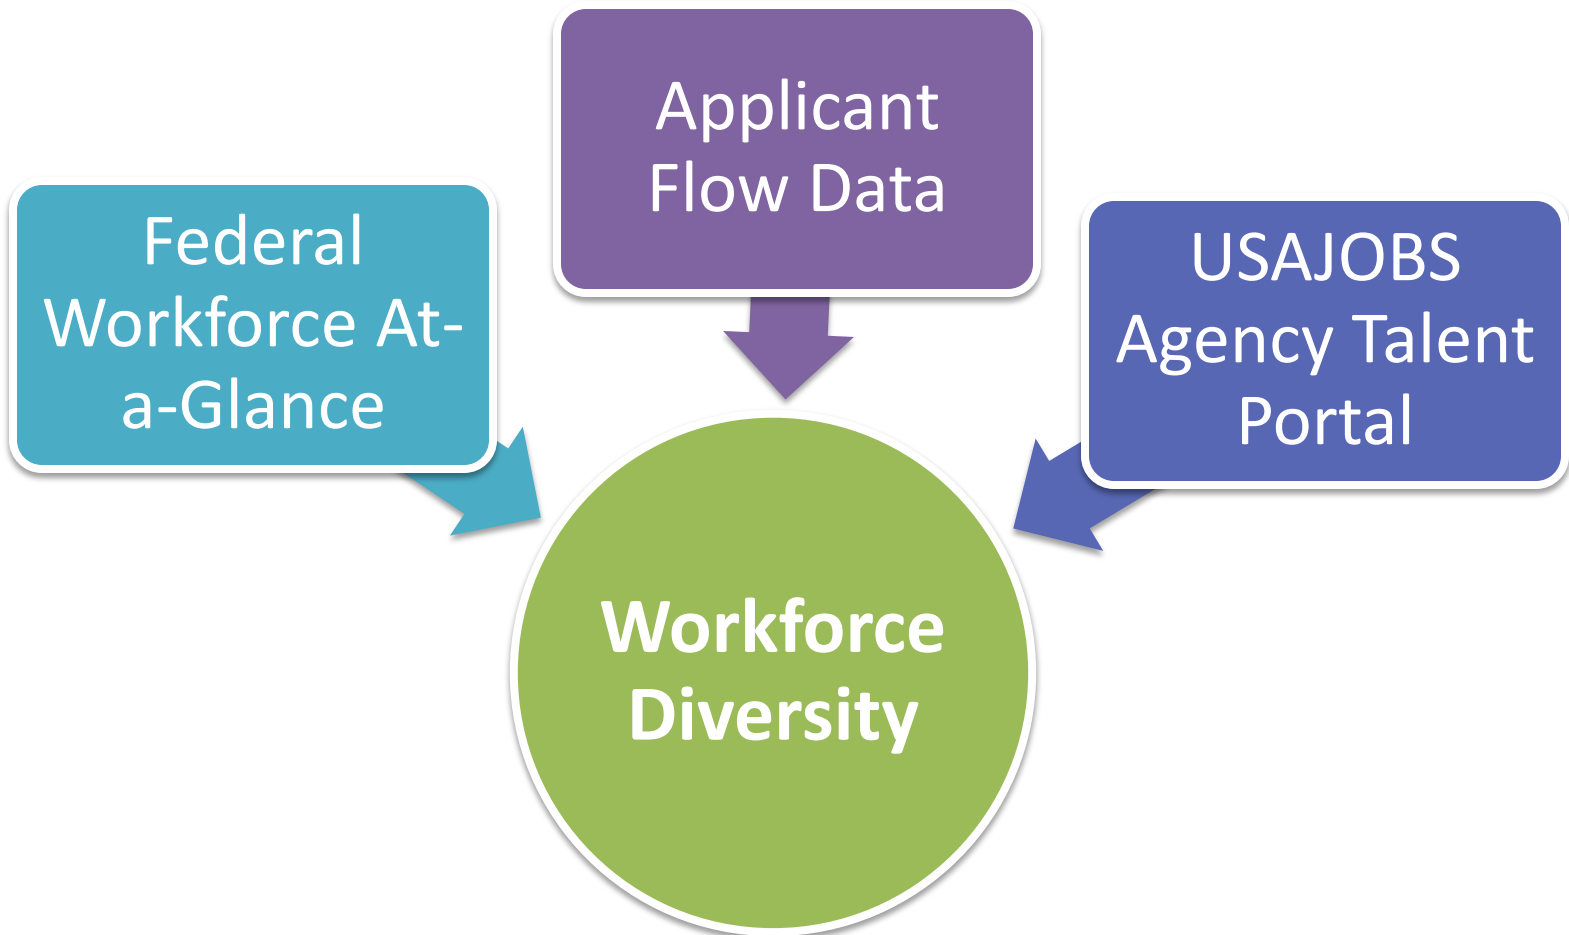 Applicant
Flow Data
Federal
Workforce At-
a-Glance
USAJOBS
Agency Talent
Portal
Workforce
Diversity